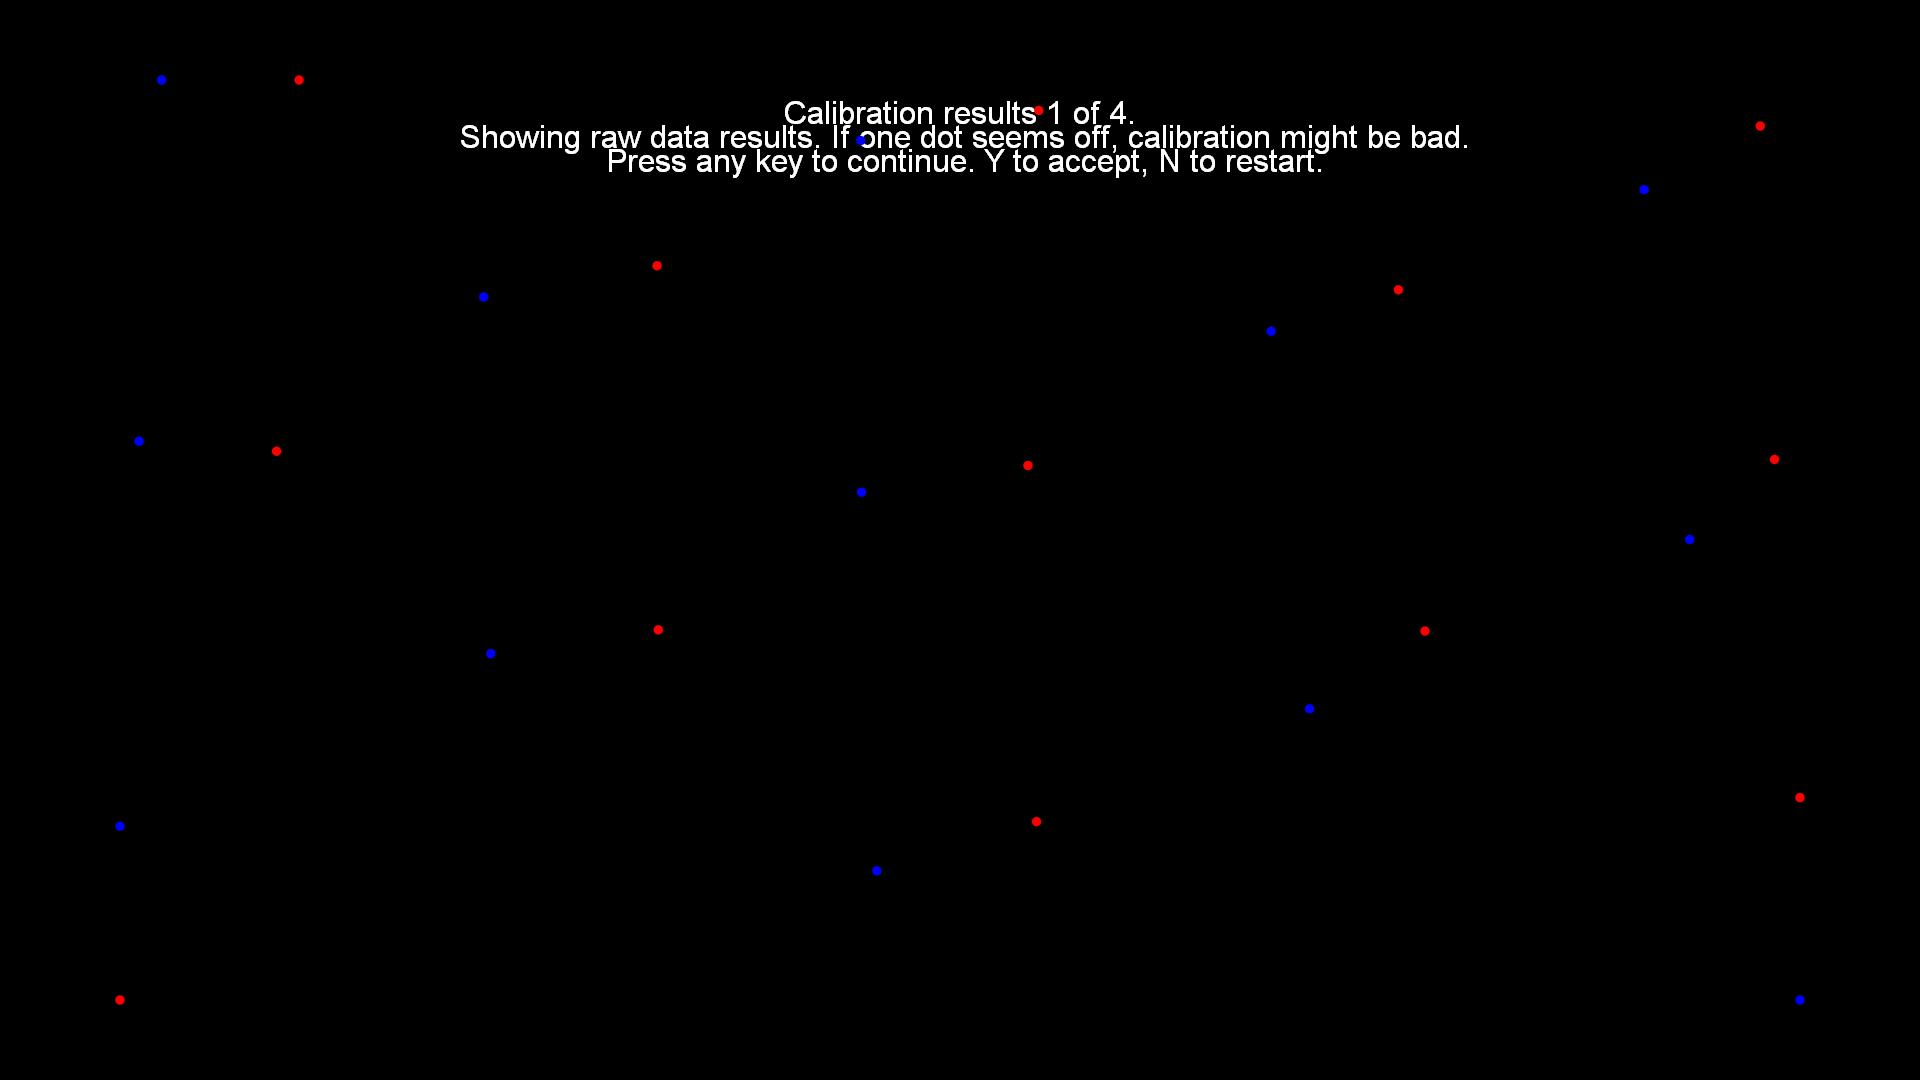 Calibration results 1 of 4.
Showing raw data results. If one dot seems off, calibration might be bad.
Press any key to continue. Y to accept, N to restart.